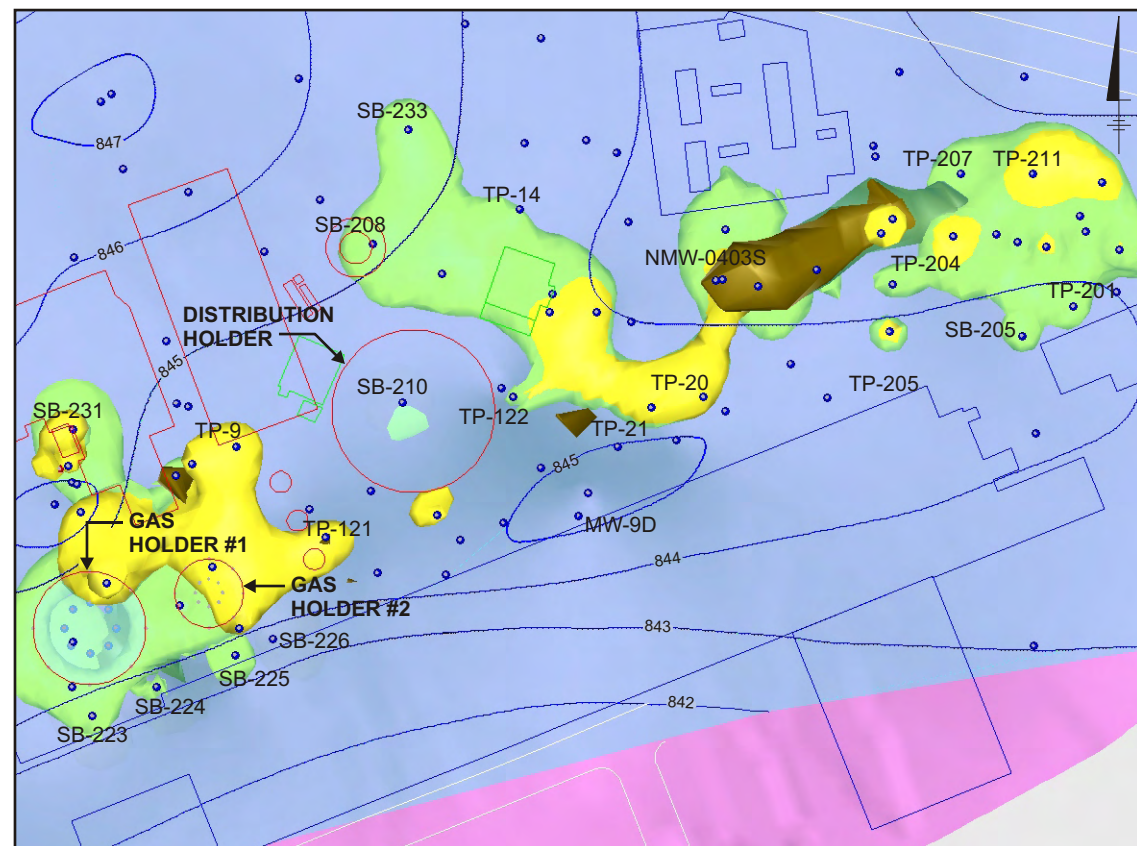 SB-233
847
TP-207
TP-211
TP-14
SB-208
846
NMW-0403S
TP-204
TP-201
DISTRIBUTION
HOLDER
SB-205
845
SB-210
TP-20
TP-205
SB-231
TP-122
TP-21
TP-9
845
GAS
HOLDER #1
MW-9D
TP-121
844
GAS
HOLDER #2
843
SB-226
SB-225
SB-224
842
SB-223